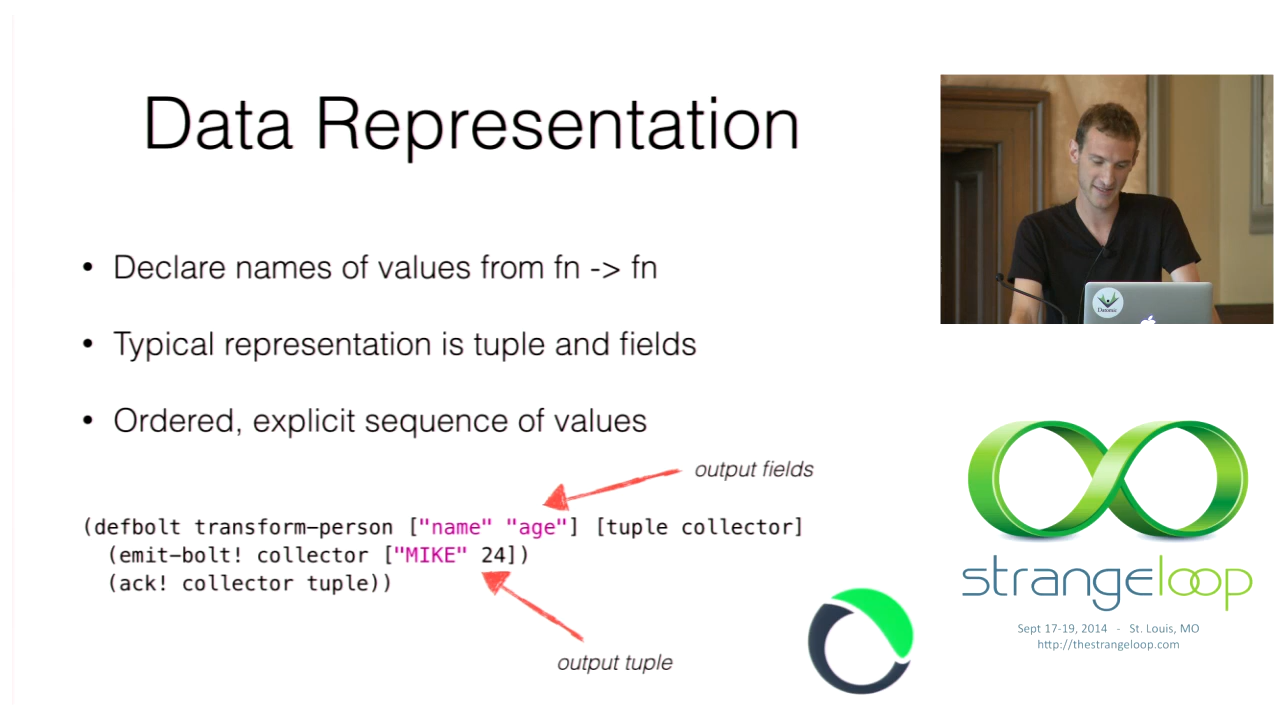 Data Representation
• Declare names of values from fn -> fn
• Typical representation is tuple and fields
• Ordered, explicit sequence of values
output fields
(defbolt transform-person ["name" "age"] [tuple collector]
(emit-bolt! collector ["MIKE" 24])
(ack! collector tuple))
output tuple
Datomic
strangeloop
Sept 17-19, 2014 - St. Louis, MO
http://thestrangeloop.com